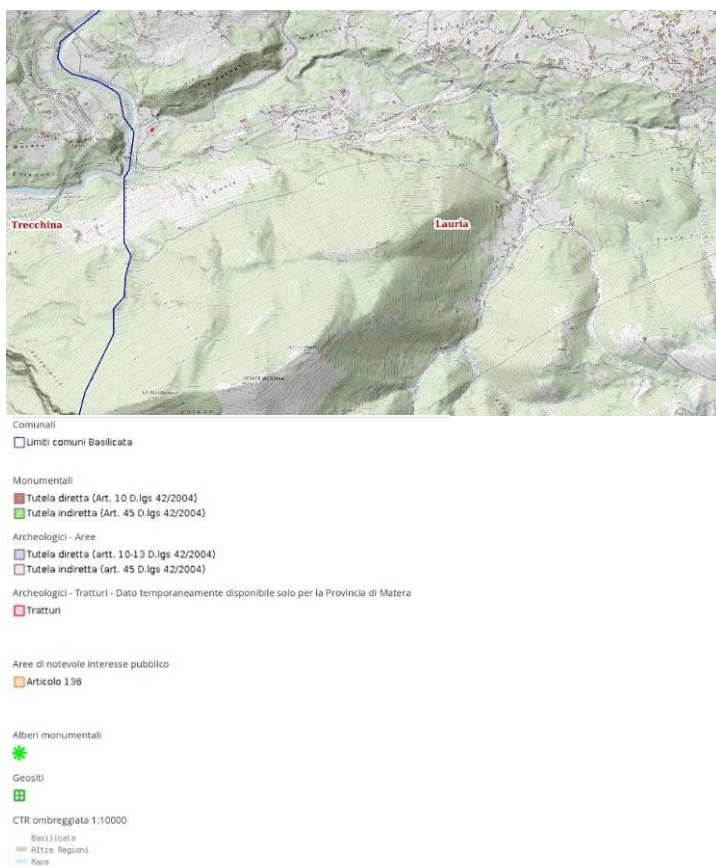 Trecchina
Lauria
Comunali
Limiti comuni Basilicata
Monumentali
Tutela diretta (Art. 10 D.lgs 42/2004)
Tutela indiretta (Art. 45 D.lgs 42/2004)
Archeologici - Aree
Tutela diretta (artt. 10-13 D.lgs 42/2004)
Tutela indiretta (art. 45 D.lgs 42/2004)
Archeologici - Tratturi - Dato temporaneamente disponibile solo per la Provincia di Matera
Tratturi
Aree di notevole interesse pubblico
Articolo 136
Alberi monumentali
Geositi
CTR ombreggiata 1:10000
Basilicata
Altre Regioni
Mare